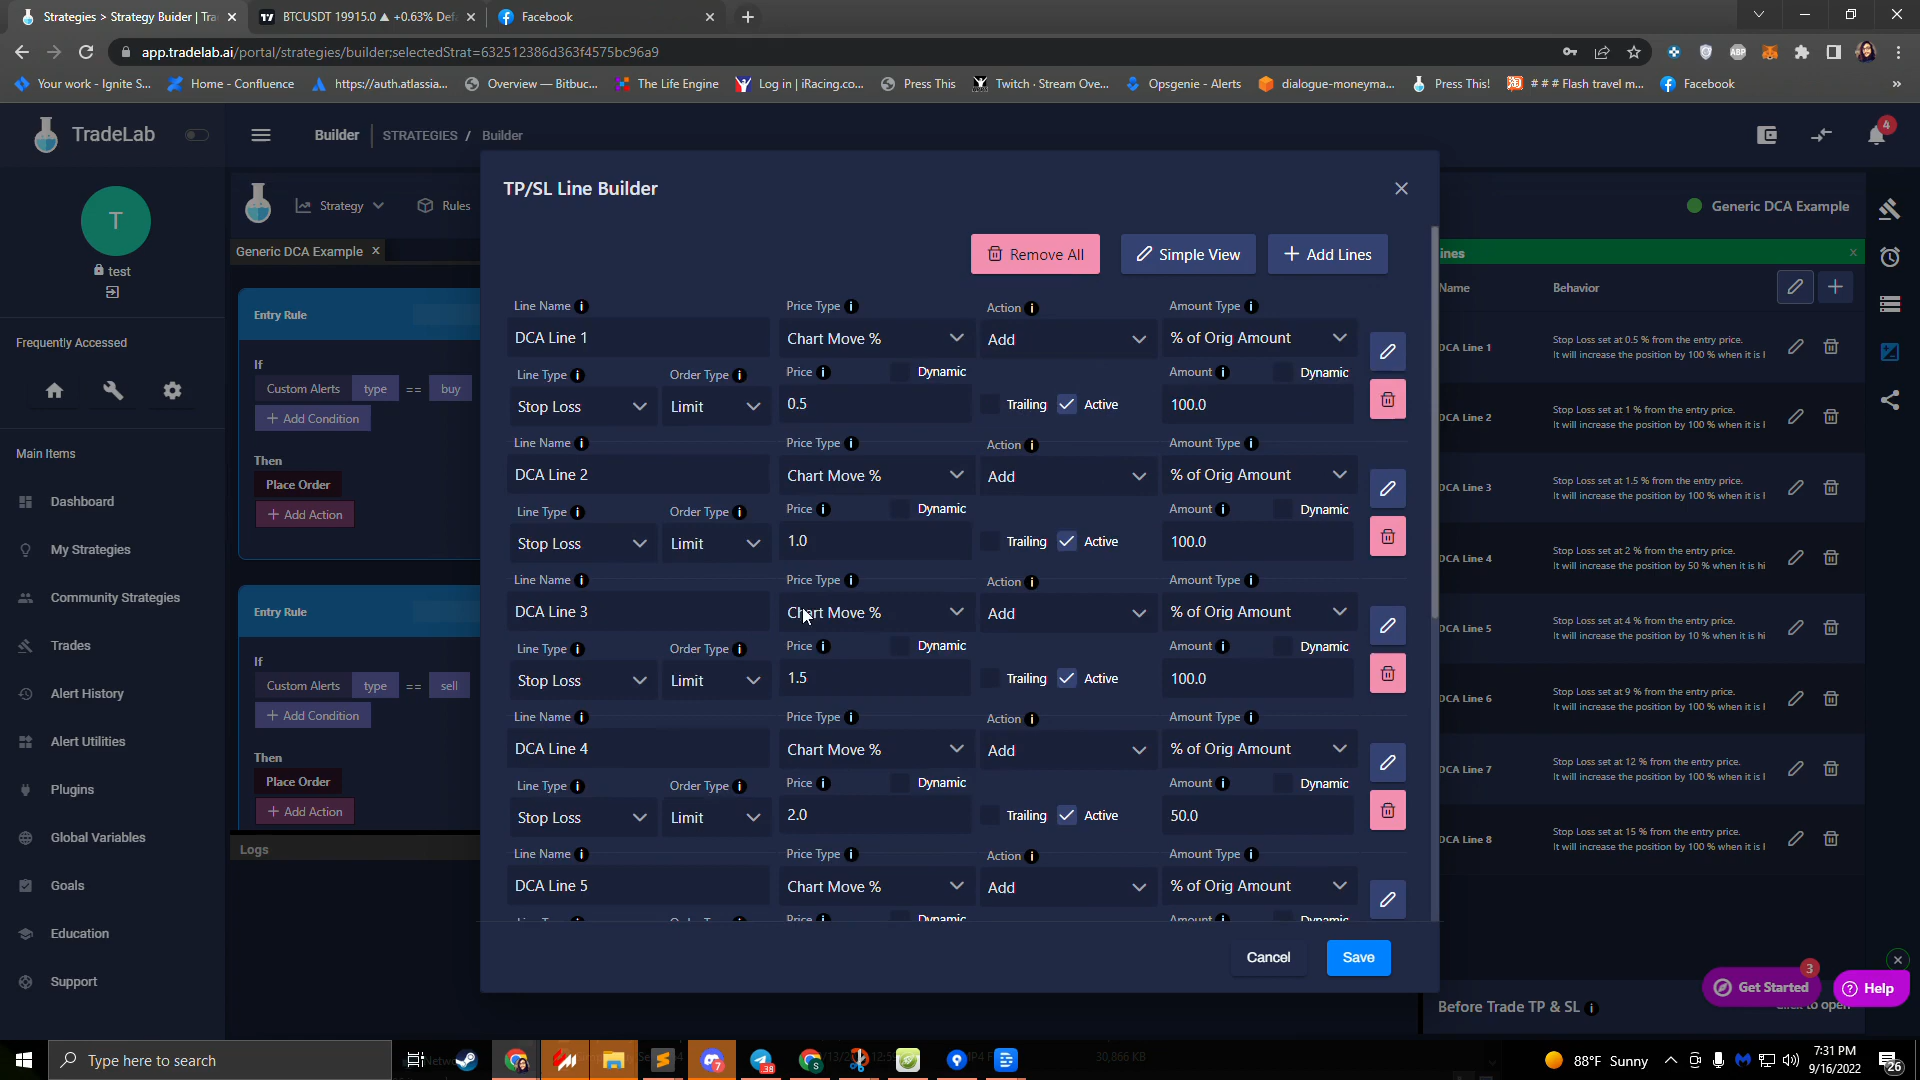 Strategies > Strategy Buider | Tra
BTCUSDT 19915.0 ▲ +0.63% Def
Facebook
app.tradelab.ai/portal/strategies/builder;selectedStrat=632512386d363f4575bc96a9
Your work - Ignite S...
Home - Confluence
https://auth.atlassia...
Overview — Bitbuc...
The Life Engine
Log in | iRacing.co...
Press This
Twitch · Stream Ove...
Opsgenie - Alerts
dialogue-moneyma...
Press This!
# # # Flash travel m...
Facebook
TradeLab
Builder
STRATEGIES / Builder
4
T
test
Frequently Accessed
Main Items
Dashboard
My Strategies
Community Strategies
Trades
Alert History
Alert Utilities
Plugins
Global Variables
Goals
Education
Support
Strategy
Rules
Generic DCA Example
Entry Rule
If
Custom Alerts type == buy
+ Add Condition
Then
Place Order
+ Add Action
Entry Rule
If
Custom Alerts type == sell
+ Add Condition
Then
Place Order
+ Add Action
Logs
TP/SL Line Builder
Remove All
Simple View
+ Add Lines
Line Name Price Type Action Amount Type
DCA Line 1 Chart Move % Add % of Orig Amount
Line Type Order Type Price Dynamic Amount Dynamic
Stop Loss Limit 0.5 Trailing Active 100.0
Line Name Price Type Action Amount Type
DCA Line 2 Chart Move % Add % of Orig Amount
Line Type Order Type Price Dynamic Amount Dynamic
Stop Loss Limit 1.0 Trailing Active 100.0
Line Name Price Type Action Amount Type
DCA Line 3 Chart Move % Add % of Orig Amount
Line Type Order Type Price Dynamic Amount Dynamic
Stop Loss Limit 1.5 Trailing Active 100.0
Line Name Price Type Action Amount Type
DCA Line 4 Chart Move % Add % of Orig Amount
Line Type Order Type Price Dynamic Amount Dynamic
Stop Loss Limit 2.0 Trailing Active 50.0
Line Name Price Type Action Amount Type
DCA Line 5 Chart Move % Add % of Orig Amount
Price Dynamic Amount Dynamic
Cancel
Save
Generic DCA Example
ines
Name Behavior
DCA Line 1
Stop Loss set at 0.5 % from the entry price.
It will increase the position by 100 % when it is l
DCA Line 2
Stop Loss set at 1 % from the entry price.
It will increase the position by 100 % when it is l
DCA Line 3
Stop Loss set at 1.5 % from the entry price.
It will increase the position by 100 % when it is l
DCA Line 4
Stop Loss set at 2 % from the entry price.
It will increase the position by 50 % when it is hi
DCA Line 5
Stop Loss set at 4 % from the entry price.
It will increase the position by 10 % when it is hi
DCA Line 6
Stop Loss set at 9 % from the entry price.
It will increase the position by 100 % when it is l
DCA Line 7
Stop Loss set at 12 % from the entry price.
It will increase the position by 100 % when it is l
DCA Line 8
Stop Loss set at 15 % from the entry price.
It will increase the position by 100 % when it is l
Get Started
3
Help
Before Trade TP & SL
Click to open
Type here to search
7
38
30,866 KB
88°F Sunny
7:31 PM
9/16/2022
26